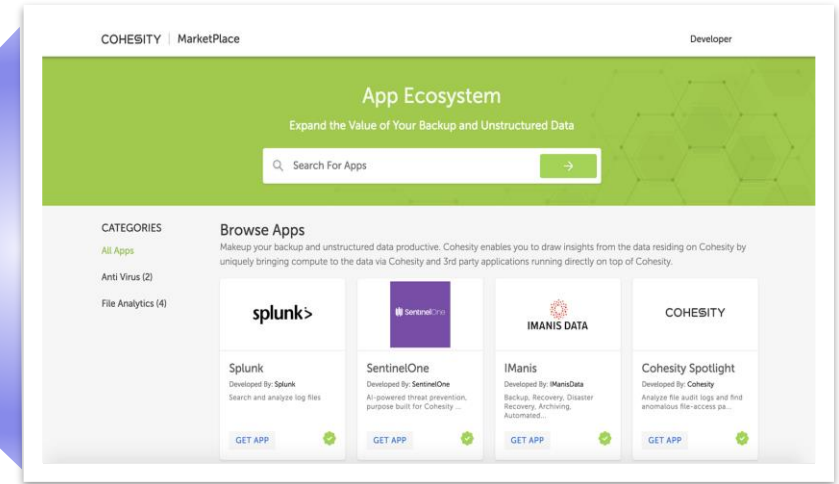 COHESITY | MarketPlace
Developer
App Ecosystem
Expand the Value of Your Backup and Unstructured Data
Search For Apps
CATEGORIES
All Apps
Anti Virus (2)
File Analytics (4)
Browse Apps
Makeup your backup and unstructured data productive. Cohesity enables you to draw insights from the data residing on Cohesity by
uniquely bringing compute to the data via Cohesity and 3rd party applications running directly on top of Cohesity.
splunk>
Splunk
Developed By: Splunk
Search and analyze log files
GET APP
SentinelOne
SentinelOne
Developed By: SentinelOne
AI-powered threat prevention,
purpose built for Cohesity ...
GET APP
IMANIS DATA
IManis
Developed By: IManisData
Backup, Recovery, Disaster
Recovery, Archiving,
Automated...
GET APP
COHESITY
Cohesity Spotlight
Developed By: Cohesity
Analyze file audit logs and find
anomalous file-access pa...
GET APP